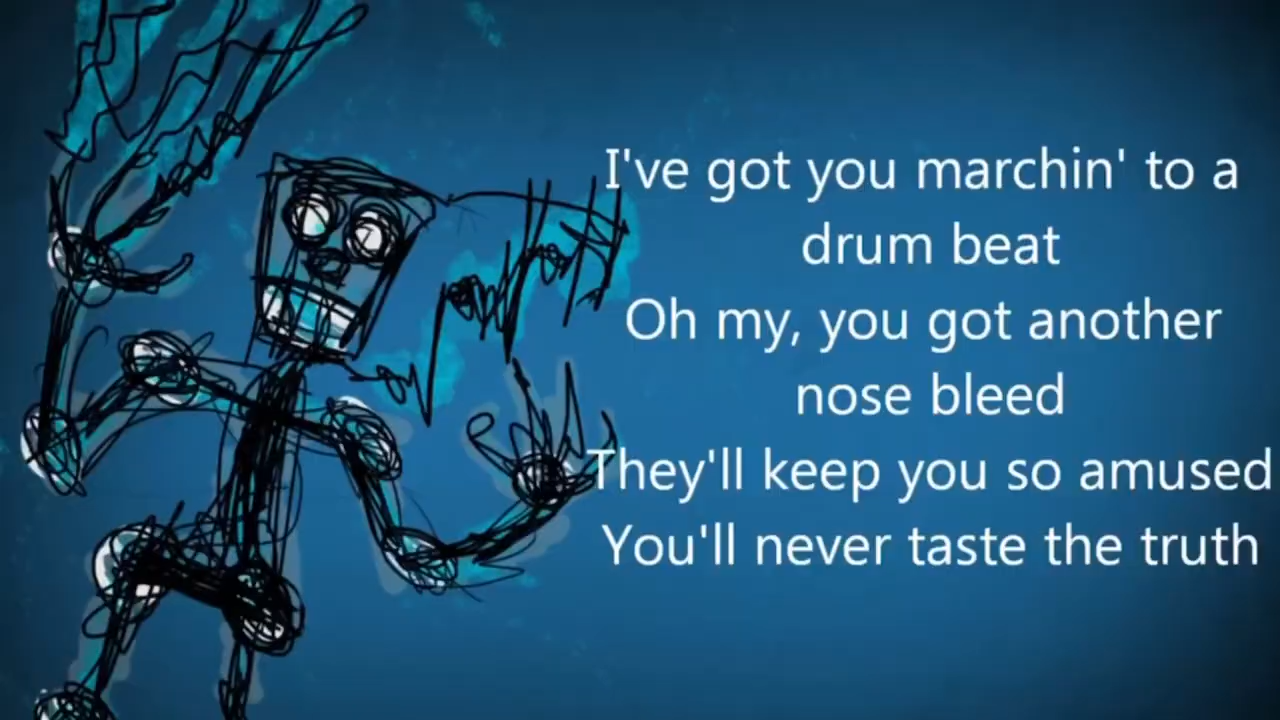 I've got you marchin' to a
drum beat
Oh my, you got another
nose bleed
They'll keep you so amused
You'll never taste the truth